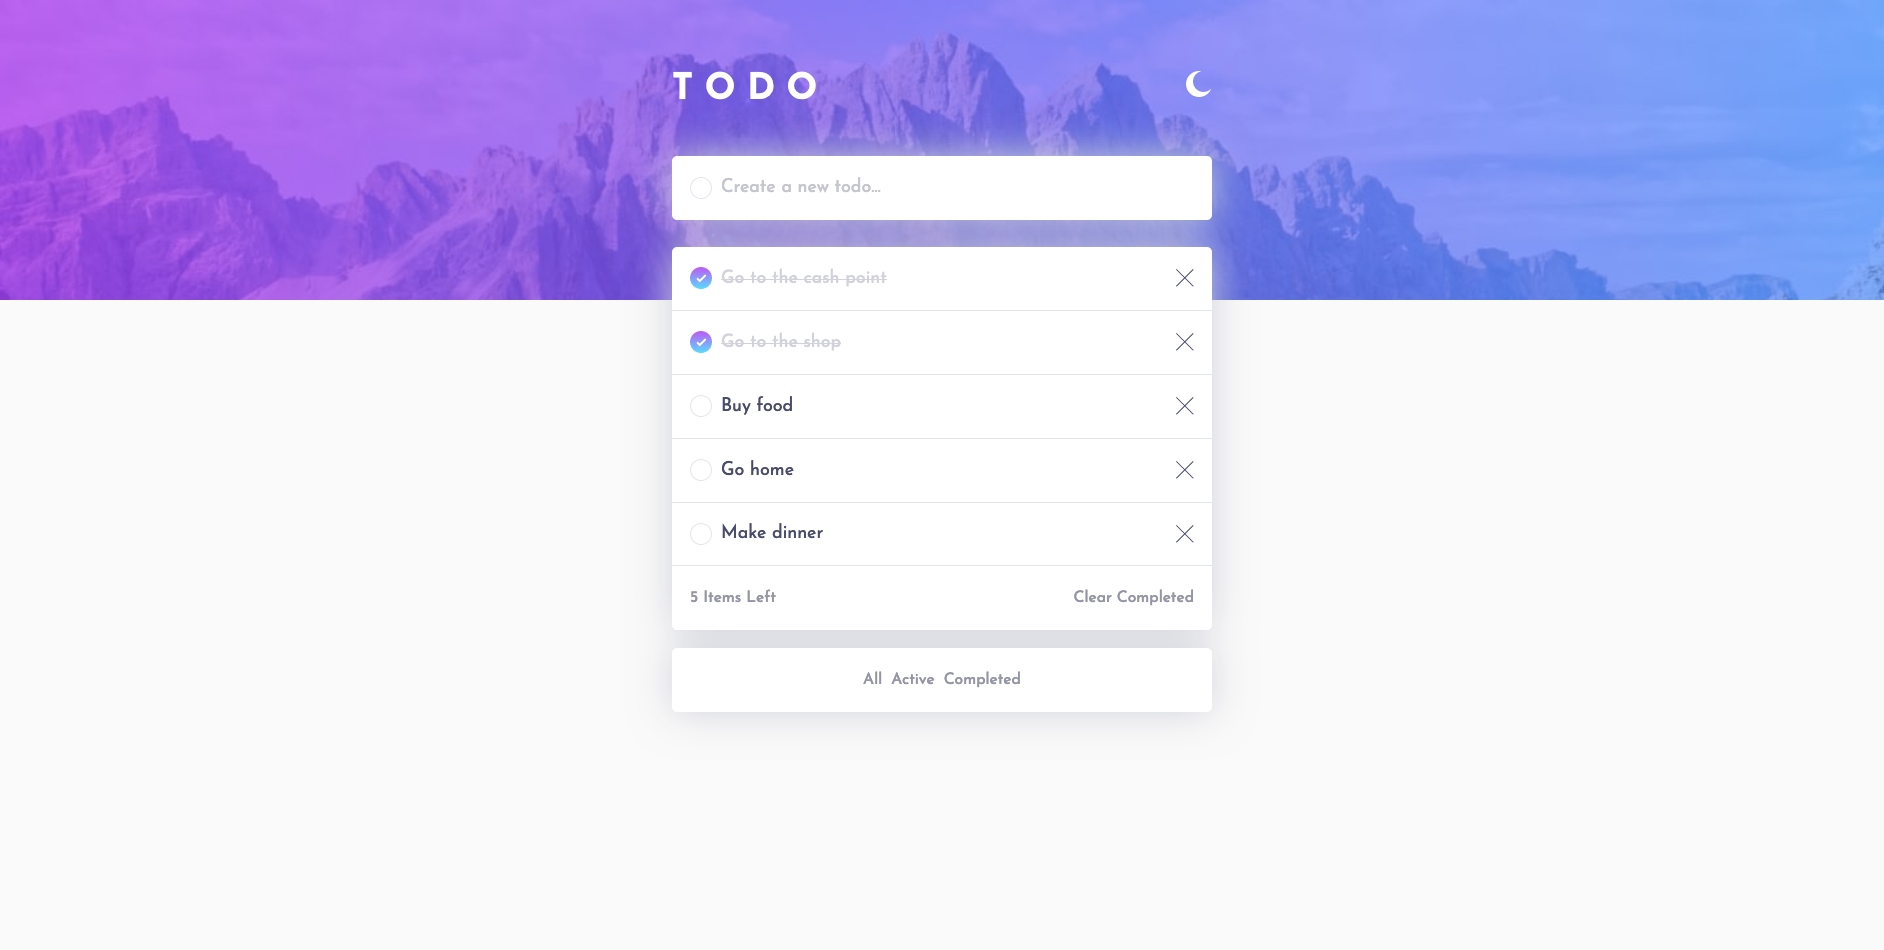 TODO
Create a new todo...
Go to the cash point
Go to the shop
Buy food
Go home
Make dinner
5 Items Left Clear Completed
All Active Completed